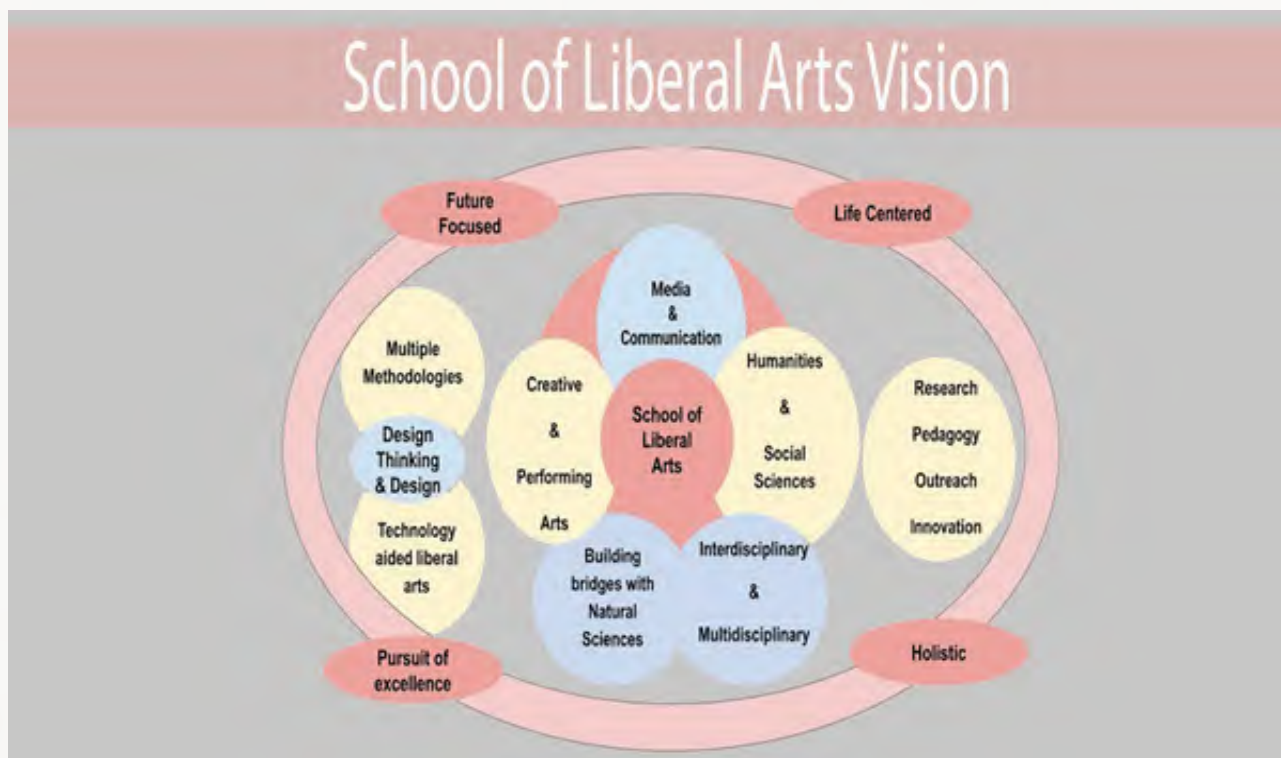 School of Liberal Arts Vision
Future
Focused
Life Centered
Media
&
Communication
Multiple
Methodologies
Design
Thinking
& Design
Technology
aided liberal
arts
Creative
&
Performing
Arts
School of
Liberal
Arts
Humanities
&
Social
Sciences
Research
Pedagogy
Outreach
Innovation
Building
bridges with
Natural
Sciences
Interdisciplinary
&
Multidisciplinary
Pursuit of
excellence
Holistic